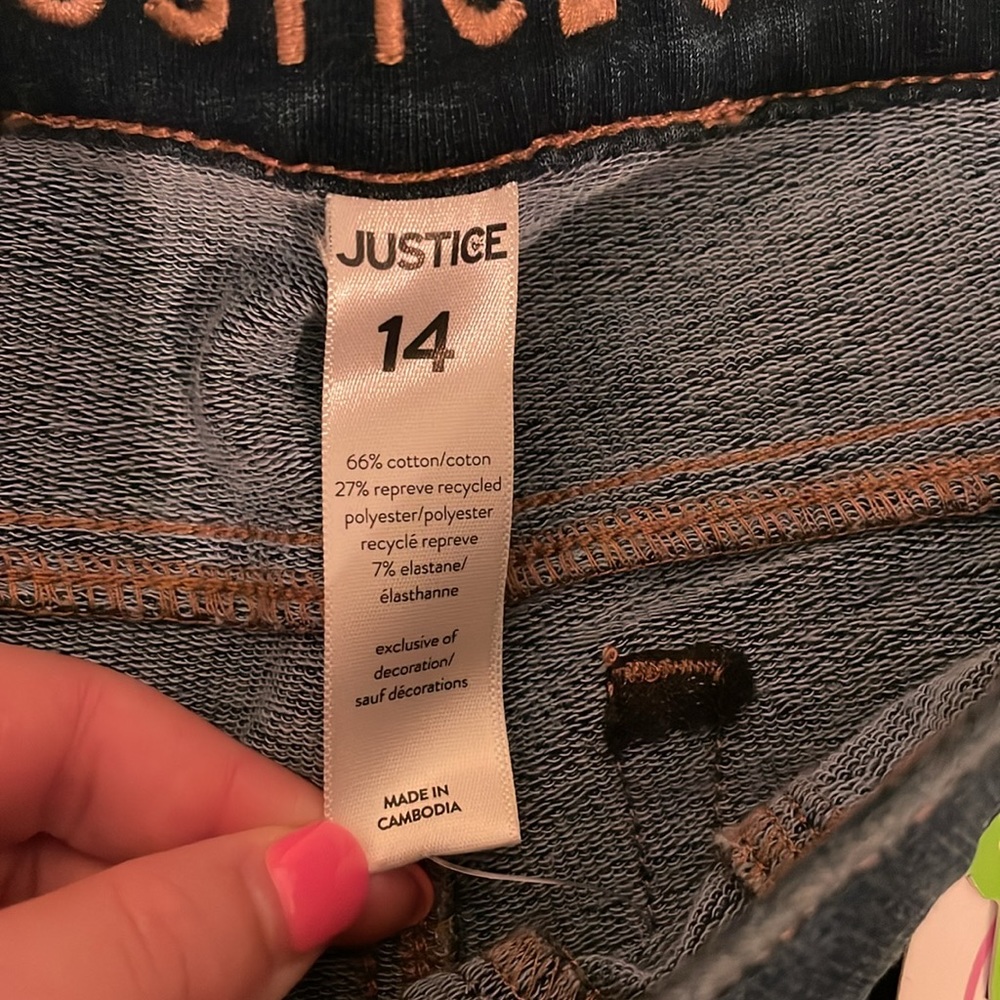 JUSTICE
JUSTICE
14
66% cotton/coton
27% repreve recycled
polyester/polyester
recyclé repreve
7% elastane/
élasthanne
exclusive of
decoration/
sauf décorations
MADE IN
CAMBODIA